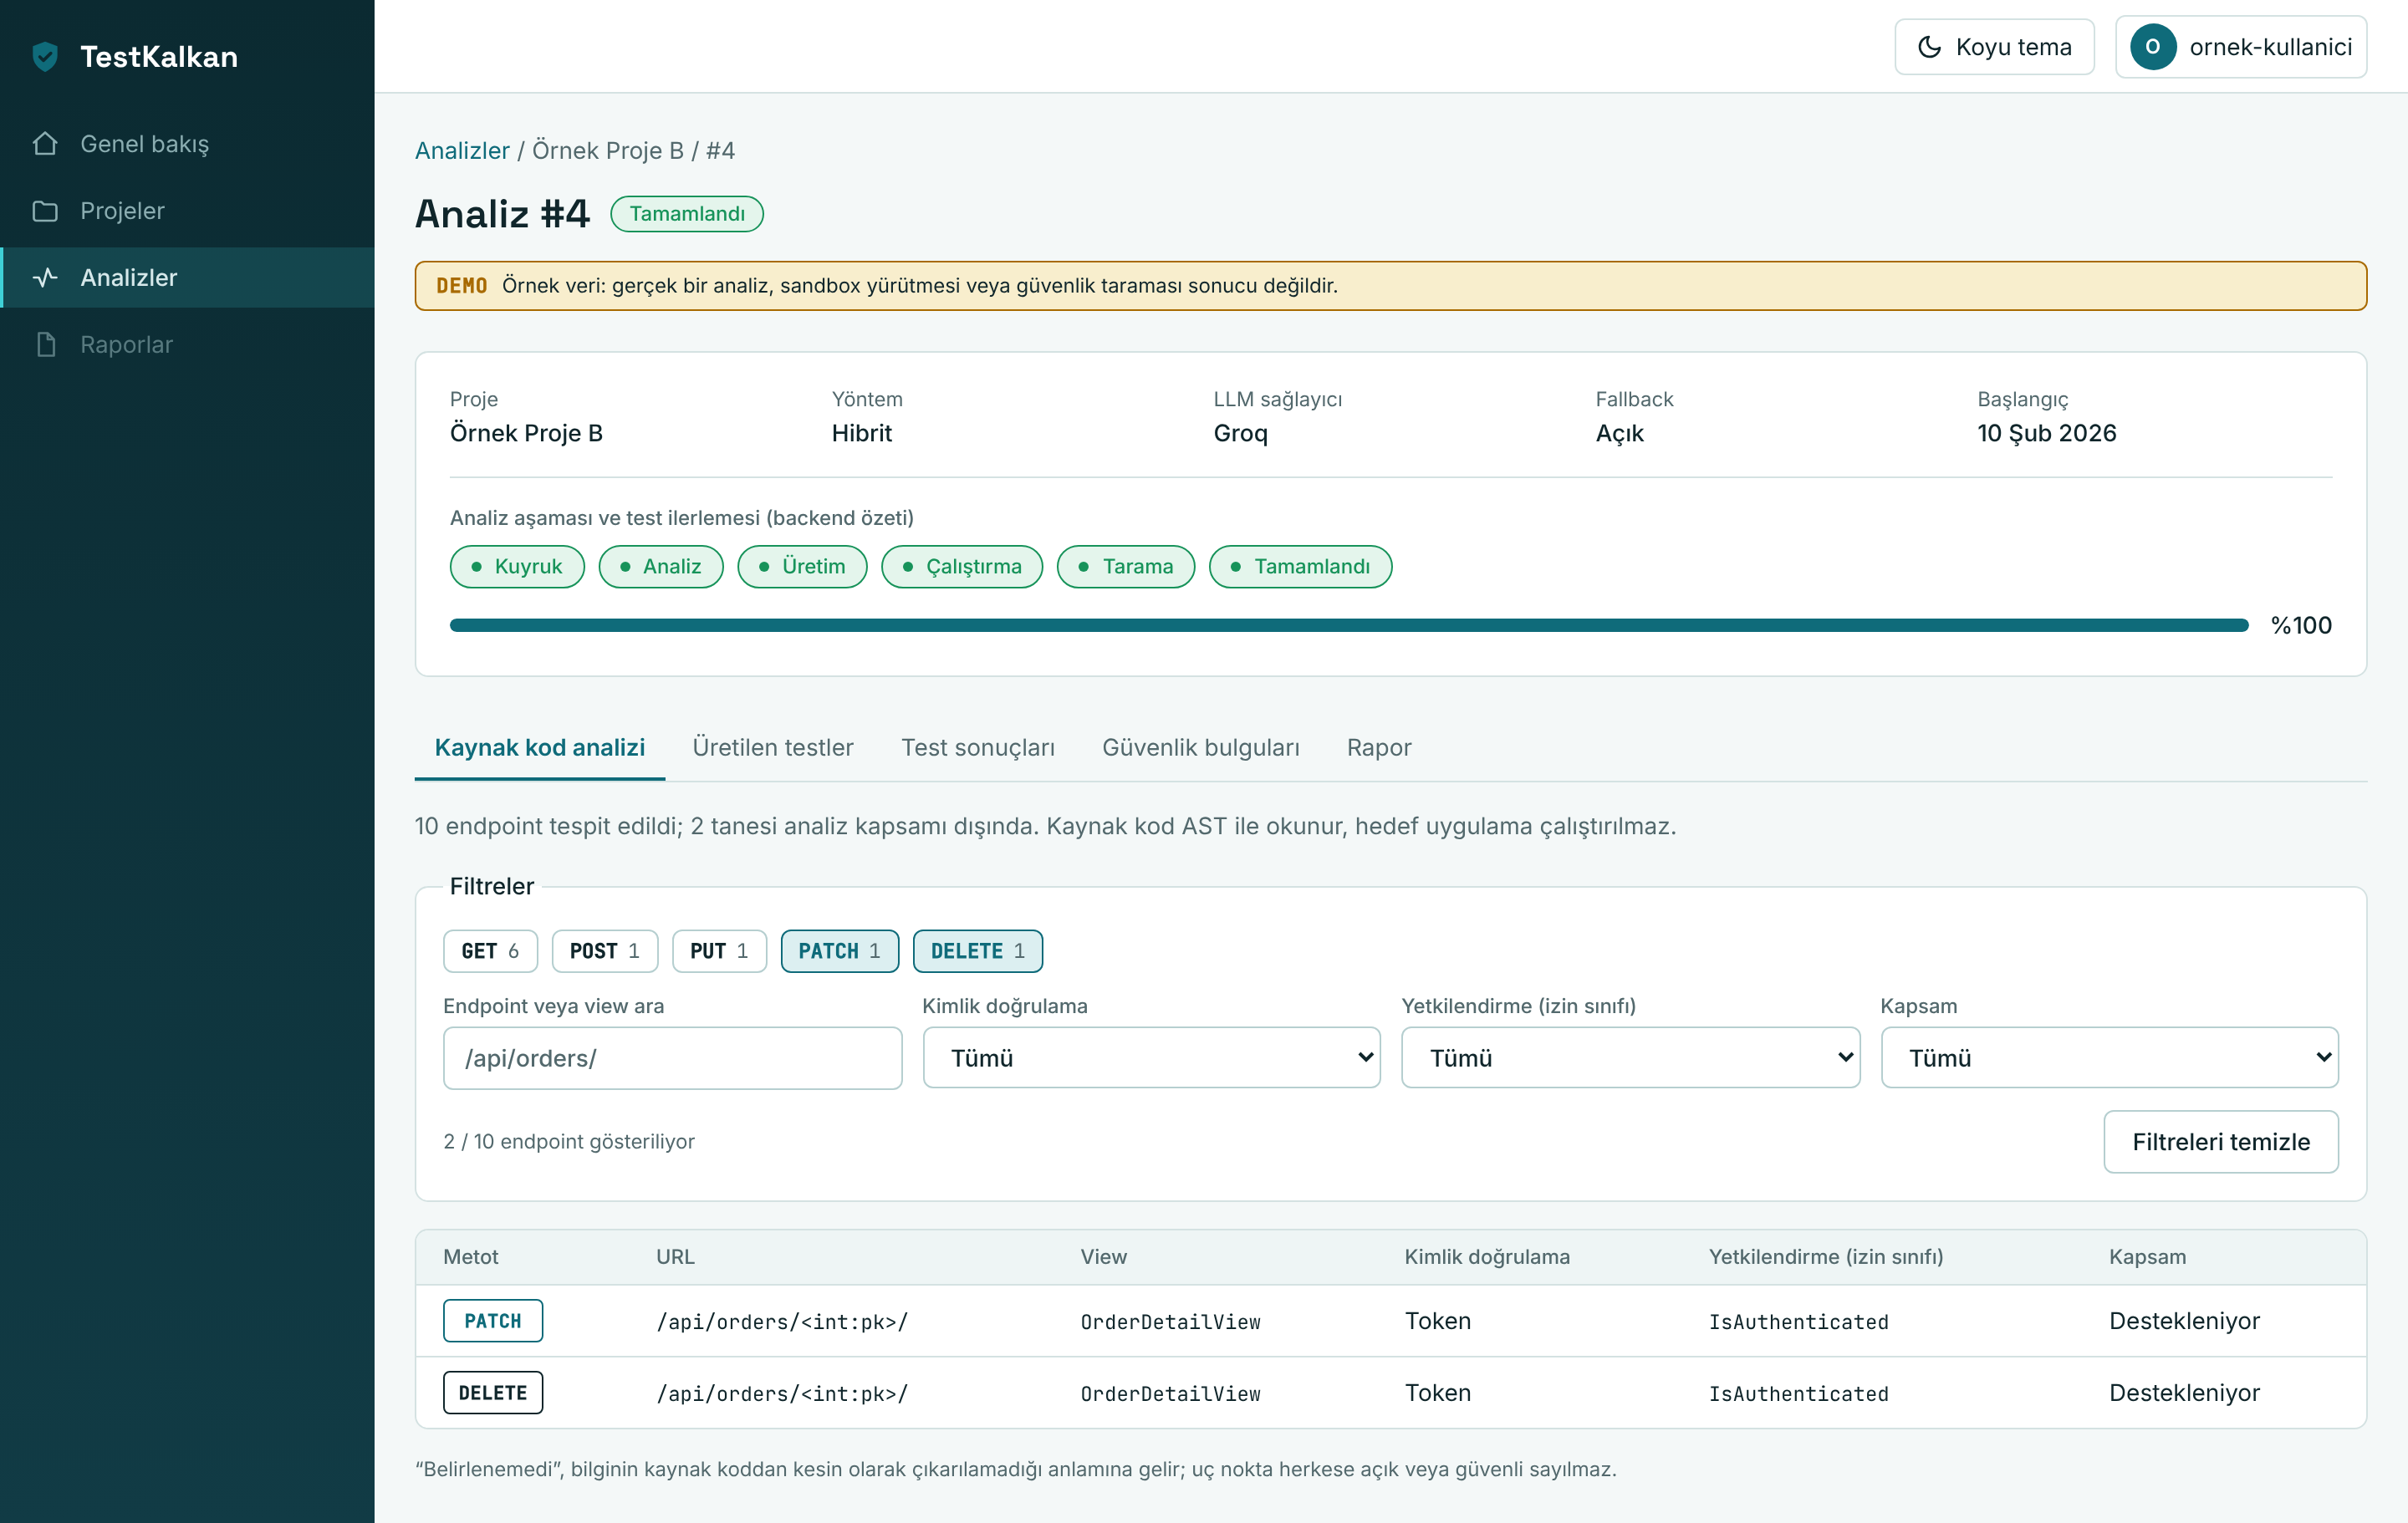 TestKalkan
Genel bakış
Projeler
Analizler
Raporlar
Koyu tema
O ornek-kullanici
Analizler / Örnek Proje B / #4
Analiz #4 Tamamlandı
DEMO Örnek veri: gerçek bir analiz, sandbox yürütmesi veya güvenlik taraması sonucu değildir.
Proje Yöntem LLM sağlayıcı Fallback Başlangıç
Örnek Proje B Hibrit Groq Açık 10 Şub 2026
Analiz aşaması ve test ilerlemesi (backend özeti)
Kuyruk Analiz Üretim Çalıştırma Tarama Tamamlandı
%100
Kaynak kod analizi Üretilen testler Test sonuçları Güvenlik bulguları Rapor
10 endpoint tespit edildi; 2 tanesi analiz kapsamı dışında. Kaynak kod AST ile okunur, hedef uygulama çalıştırılmaz.
Filtreler
GET 6 POST 1 PUT 1 PATCH 1 DELETE 1
Endpoint veya view ara Kimlik doğrulama Yetkilendirme (izin sınıfı) Kapsam
/api/orders/ Tümü Tümü Tümü
2 / 10 endpoint gösteriliyor Filtreleri temizle
Metot URL View Kimlik doğrulama Yetkilendirme (izin sınıfı) Kapsam
PATCH /api/orders/<int:pk>/ OrderDetailView Token IsAuthenticated Destekleniyor
DELETE /api/orders/<int:pk>/ OrderDetailView Token IsAuthenticated Destekleniyor
“Belirlenemedi”, bilginin kaynak koddan kesin olarak çıkarılamadığı anlamına gelir; uç nokta herkese açık veya güvenli sayılmaz.